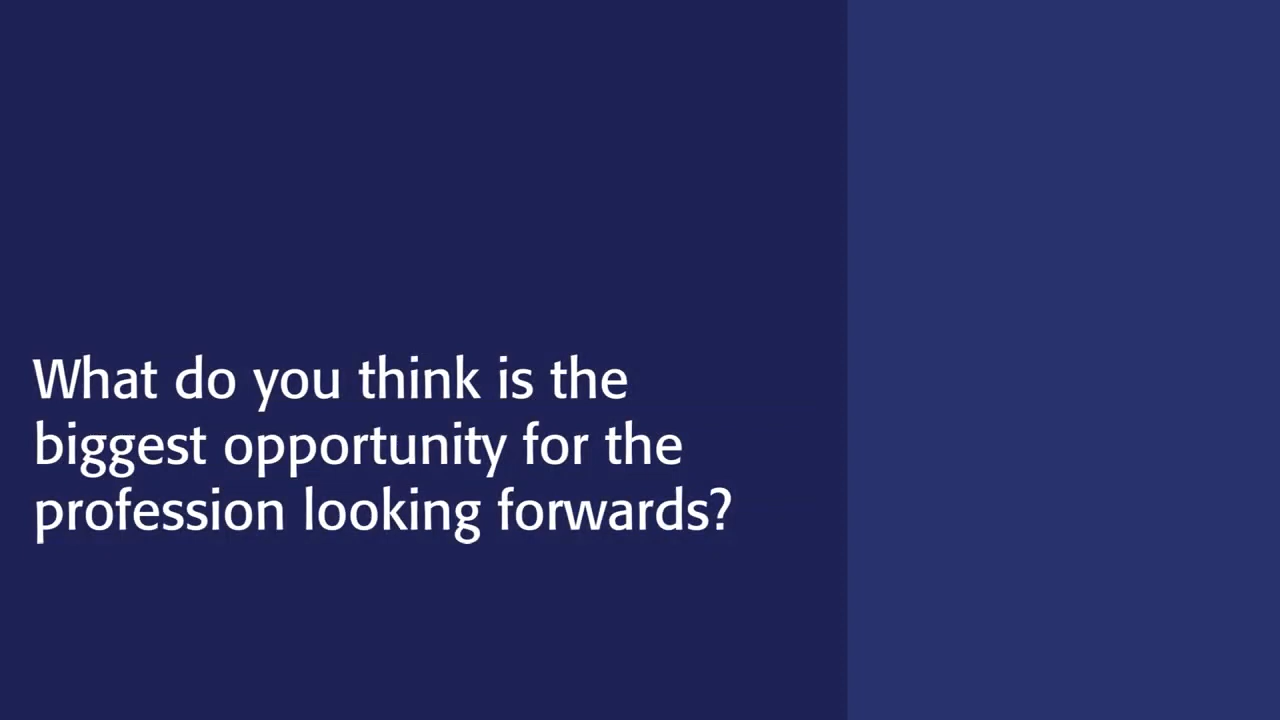 What do you think is the
biggest opportunity for the
profession looking forwards?